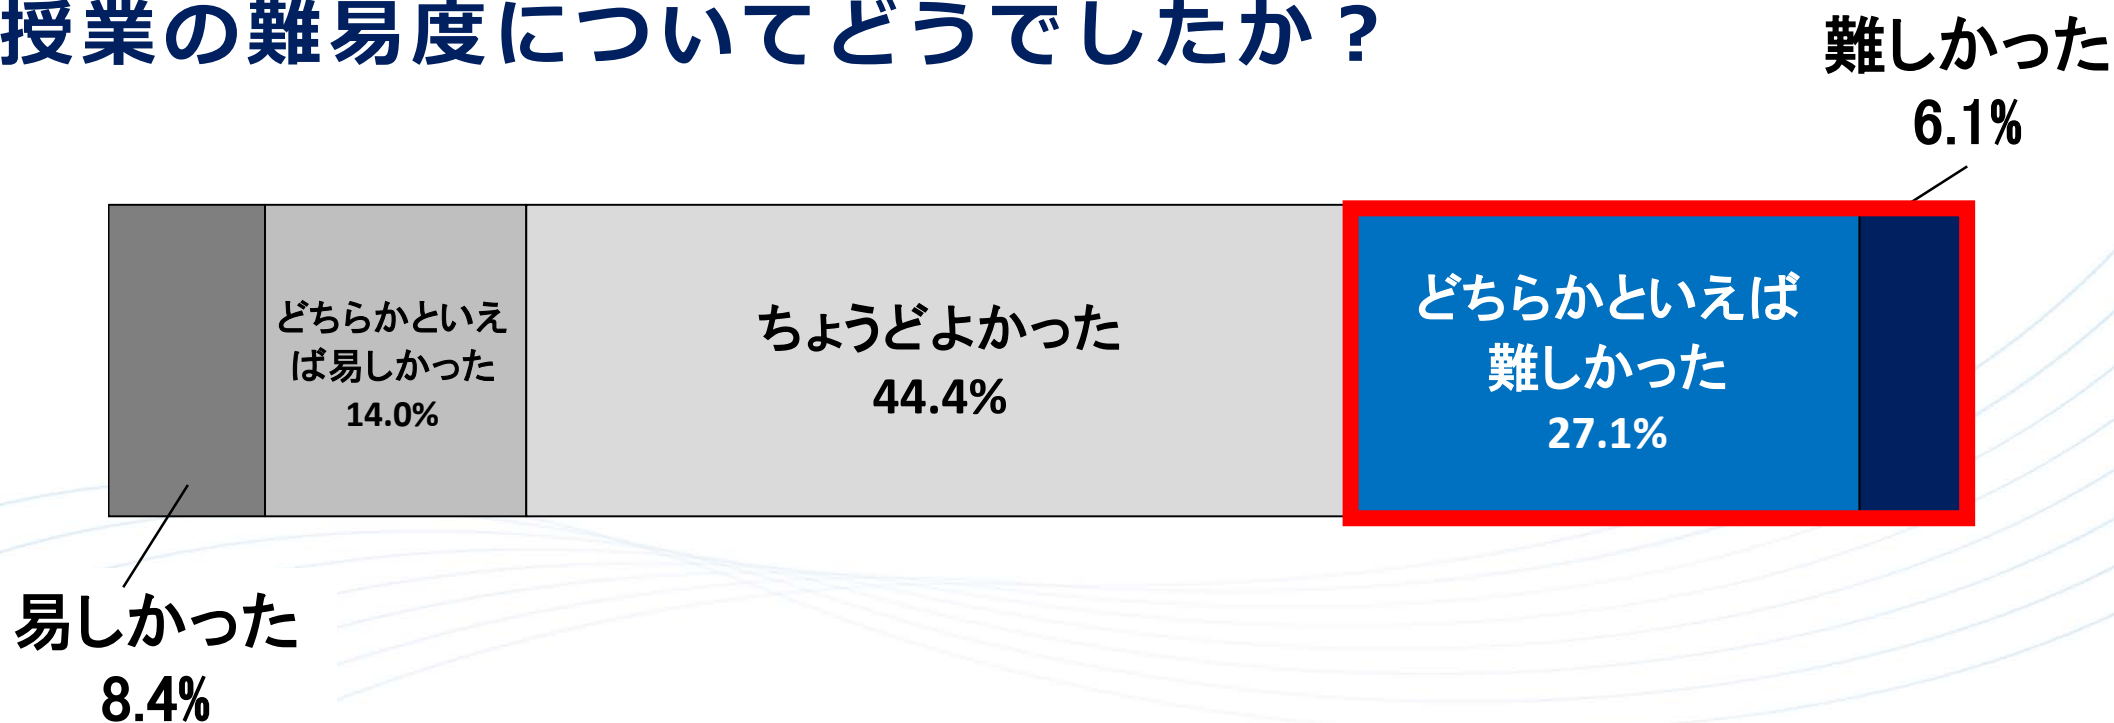 授業の難易度についてどうでしたか？
難しかった
6.1%
どちらかといえ
ば易しかった
14.0%
ちょうどよかった
44.4%
どちらかといえば
難しかった
27.1%
易しかった
8.4%